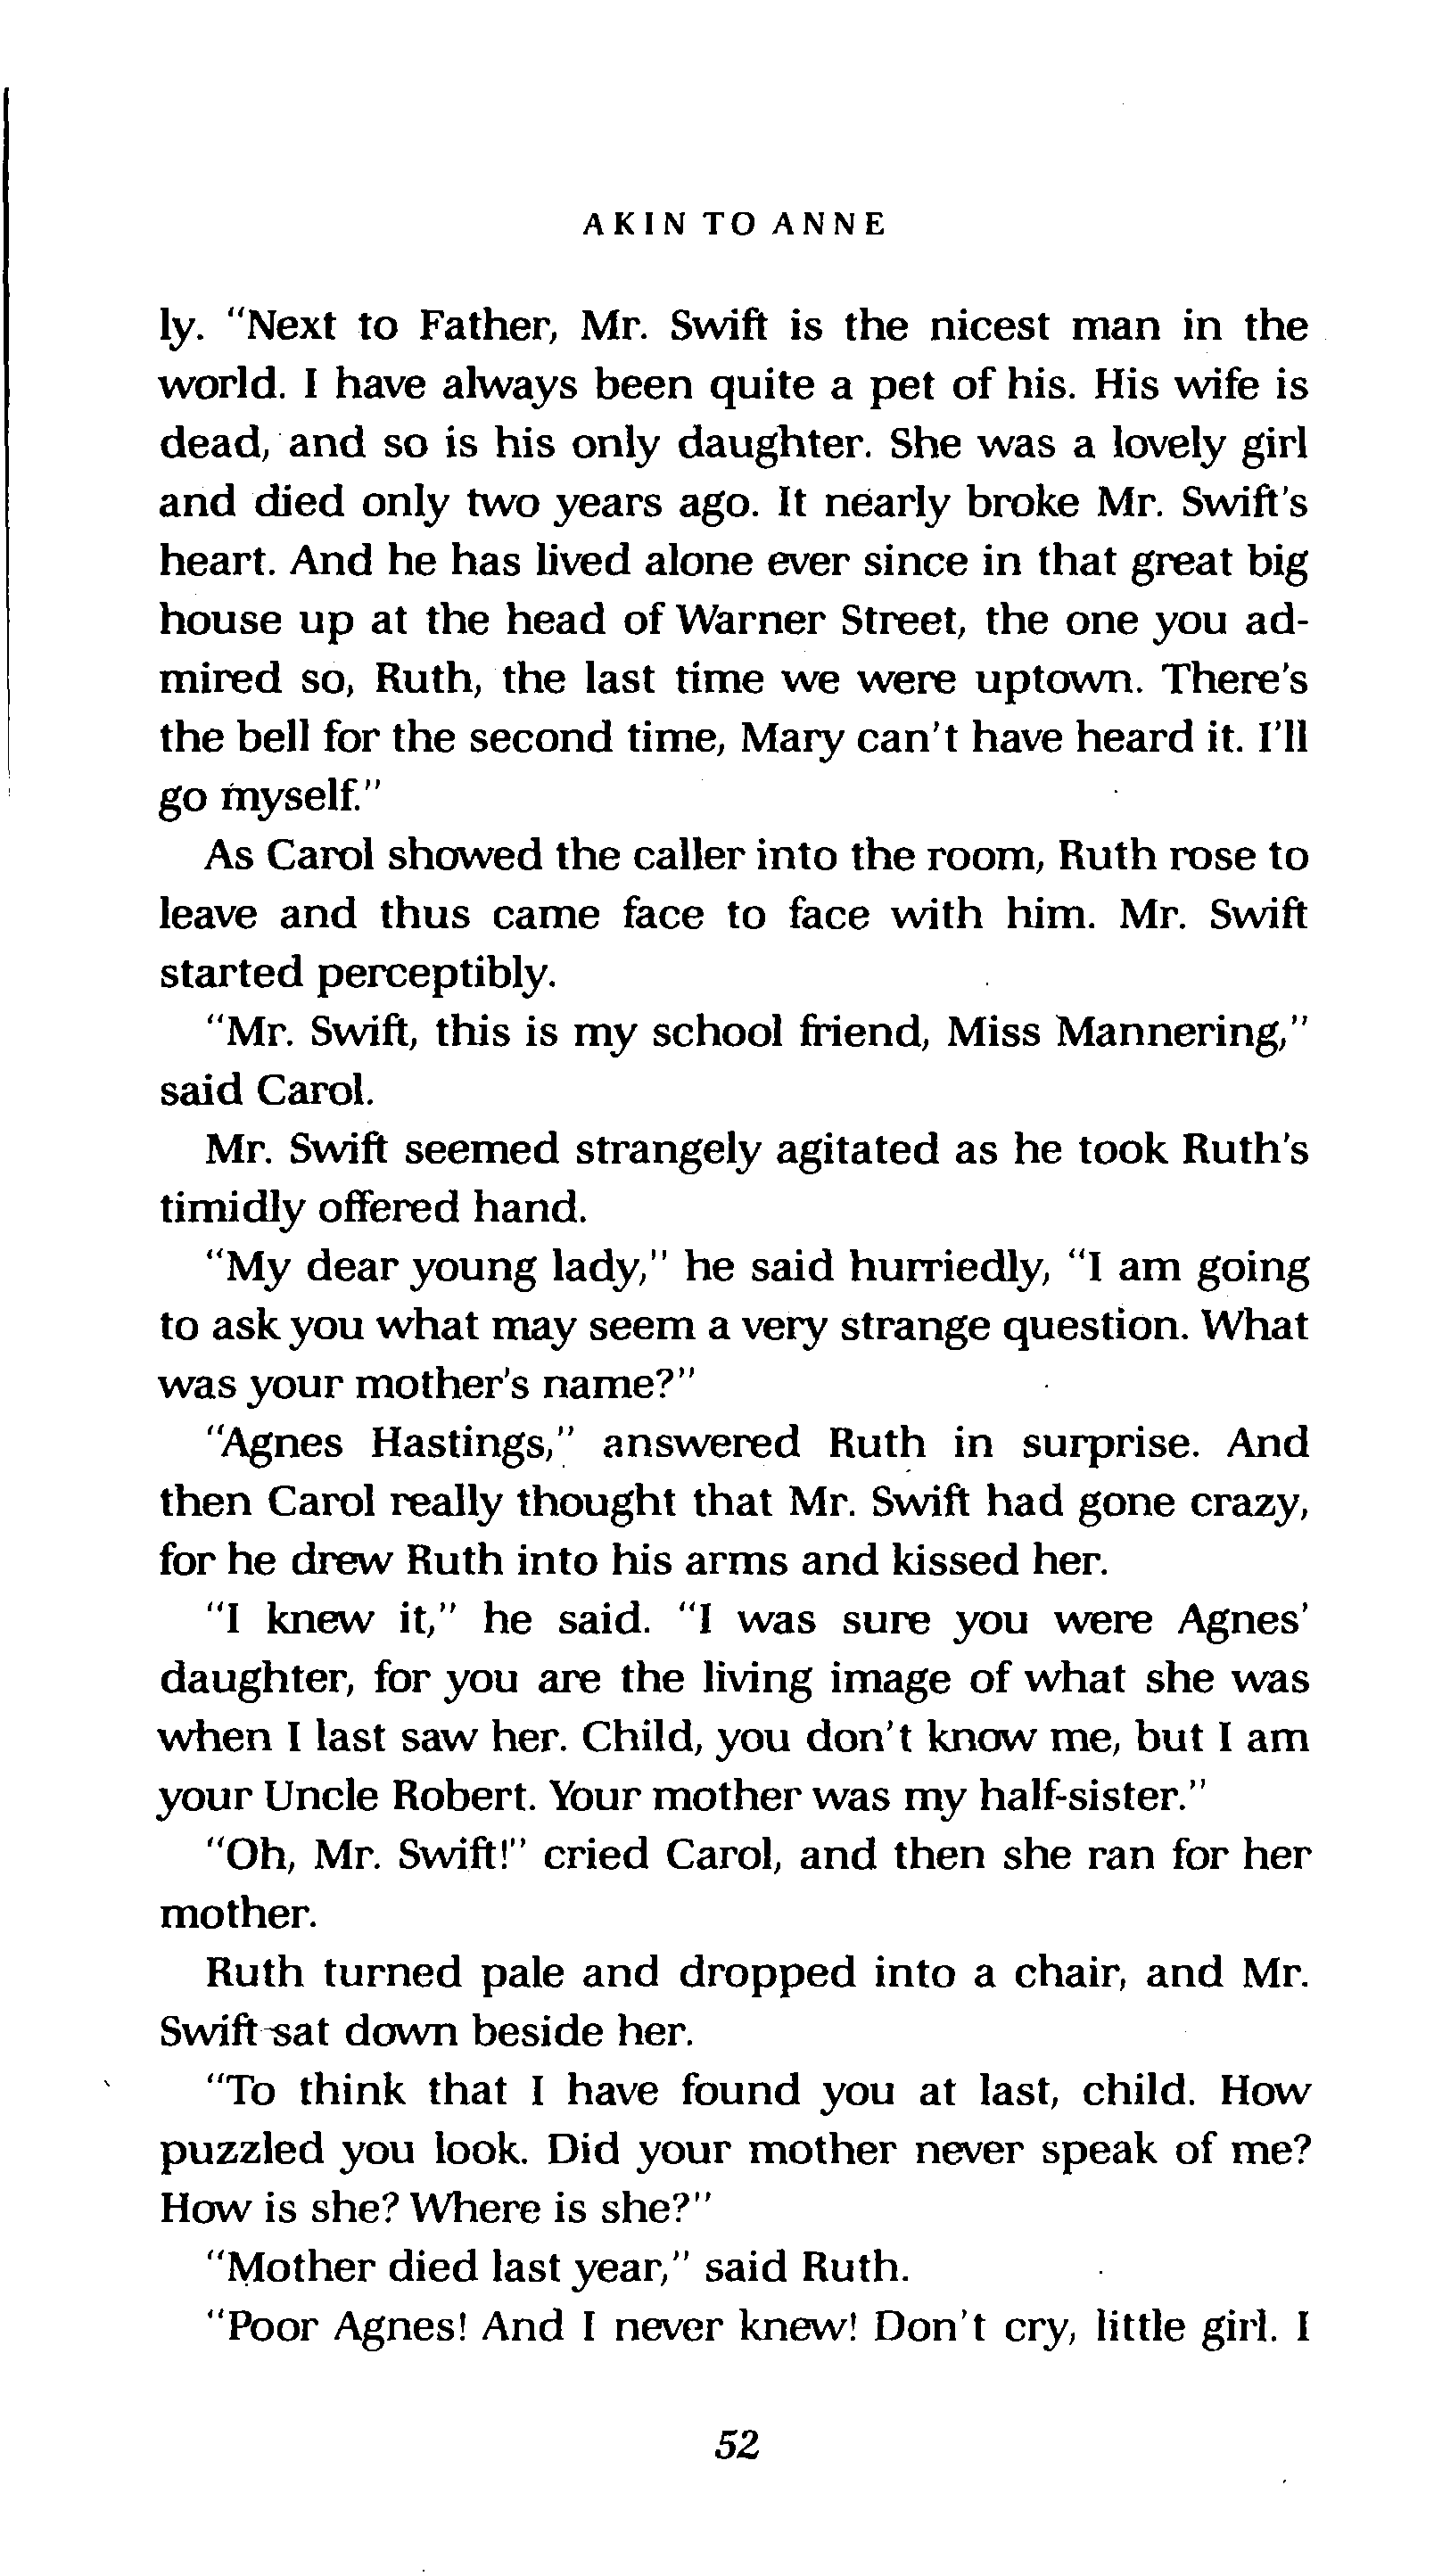 AKIN TO ANNE
ly. "Next to Father, Mr. Swift is the nicest man in the
world. I have always been quite a pet of his. His wife is
dead, and so is his only daughter. She was a lovely girl
and died only two years ago. It nearly broke Mr. Swift's
heart. And he has lived alone ever since in that great big
house up at the head of Warner Street, the one you ad-
mired so, Ruth, the last time we were uptown. There's
the bell for the second time, Mary can't have heard it. I'll
go myself."
As Carol showed the caller into the room, Ruth rose to
leave and thus came face to face with him. Mr. Swift
started perceptibly.
"Mr. Swift, this is my school friend, Miss Mannering,"
said Carol.
Mr. Swift seemed strangely agitated as he took Ruth's
timidly offered hand.
"My dear young lady," he said hurriedly, "I am going
to ask you what may seem a very strange question. What
was your mother's name?"
"Agnes Hastings," answered Ruth in surprise. And
then Carol really thought that Mr. Swift had gone crazy,
for he drew Ruth into his arms and kissed her.
"I knew it," he said. "I was sure you were Agnes'
daughter, for you are the living image of what she was
when I last saw her. Child, you don't know me, but I am
your Uncle Robert. Your mother was my half-sister."
"Oh, Mr. Swift!" cried Carol, and then she ran for her
mother.
Ruth turned pale and dropped into a chair, and Mr.
Swift sat down beside her.
"To think that I have found you at last, child. How
puzzled you look. Did your mother never speak of me?
How is she? Where is she?"
"Mother died last year," said Ruth.
"Poor Agnes! And I never knew! Don't cry, little girl. I
52